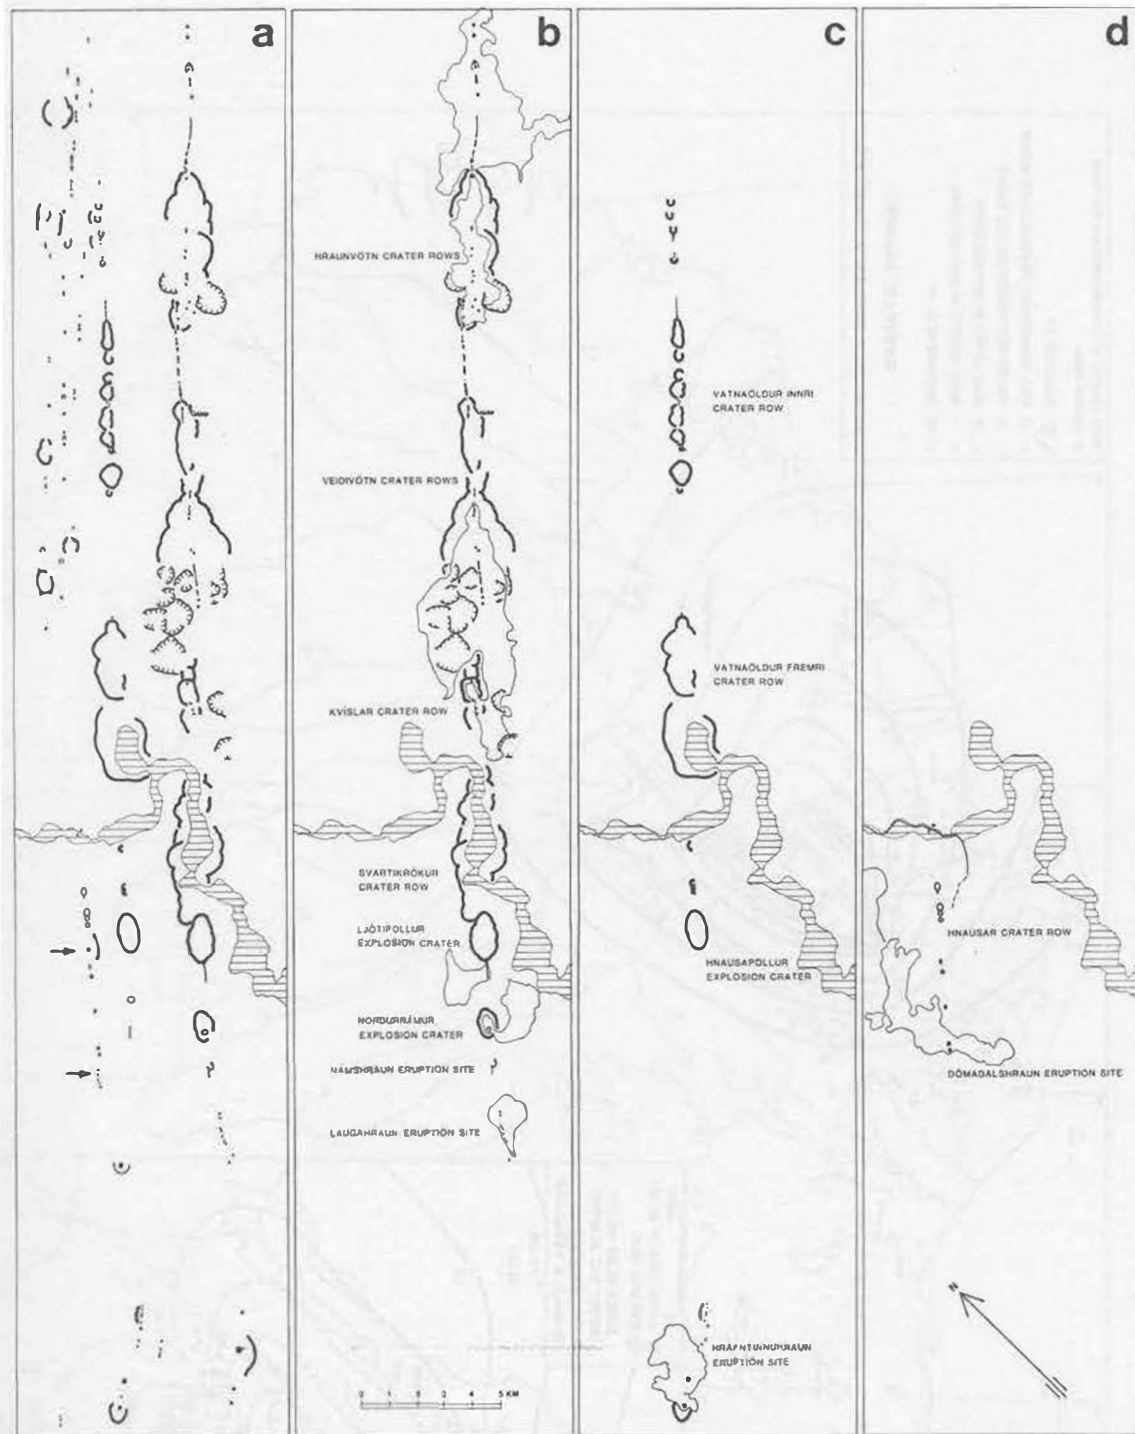 a
b
c
d
HRAUNVÖTN CRATER ROWS
VEIDIVÖTN CRATER ROWS
KVÍSLAR CRATER ROW
SVARTIKRÓKUR
CRATER ROW
LJÓTIPOLLUR
EXPLOSION CRATER
EXPLOSION CRATER
ERUPTION SITE
LAUGAHRAUN ERUPTION SITE
0 1 2 3 4 5 KM
VATNAÖLDUR INNRI
CRATER ROW
VATNAÖLDUR FREMRI
CRATER ROW
HNAUSAPOLLUR
EXPLOSION CRATER
ERUPTION SITE
HNAUSAR CRATER ROW
DÓMADALSHRAUN ERUPTION SITE
N